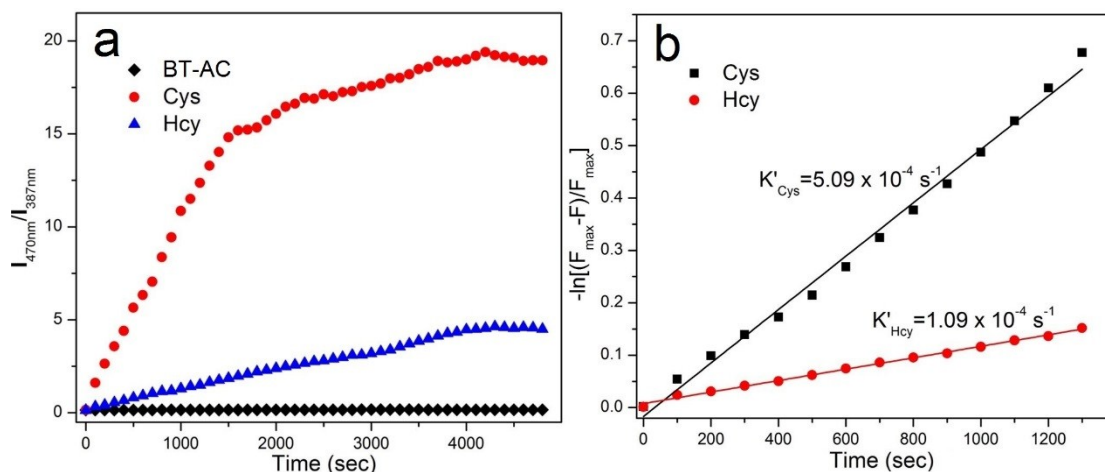 a
BT-AC
Cys
Hcy
20
15
10
5
0
I470nm/I387nm
0 1000 2000 3000 4000
Time (sec)
b
Cys
Hcy
0.7
0.6
0.5
0.4
0.3
0.2
0.1
0.0
-ln[(Fmax-F)/Fmax]
K'Cys=5.09 x 10⁻⁴ s⁻¹
K'Hcy=1.09 x 10⁻⁴ s⁻¹
0 200 400 600 800 1000 1200
Time (sec)